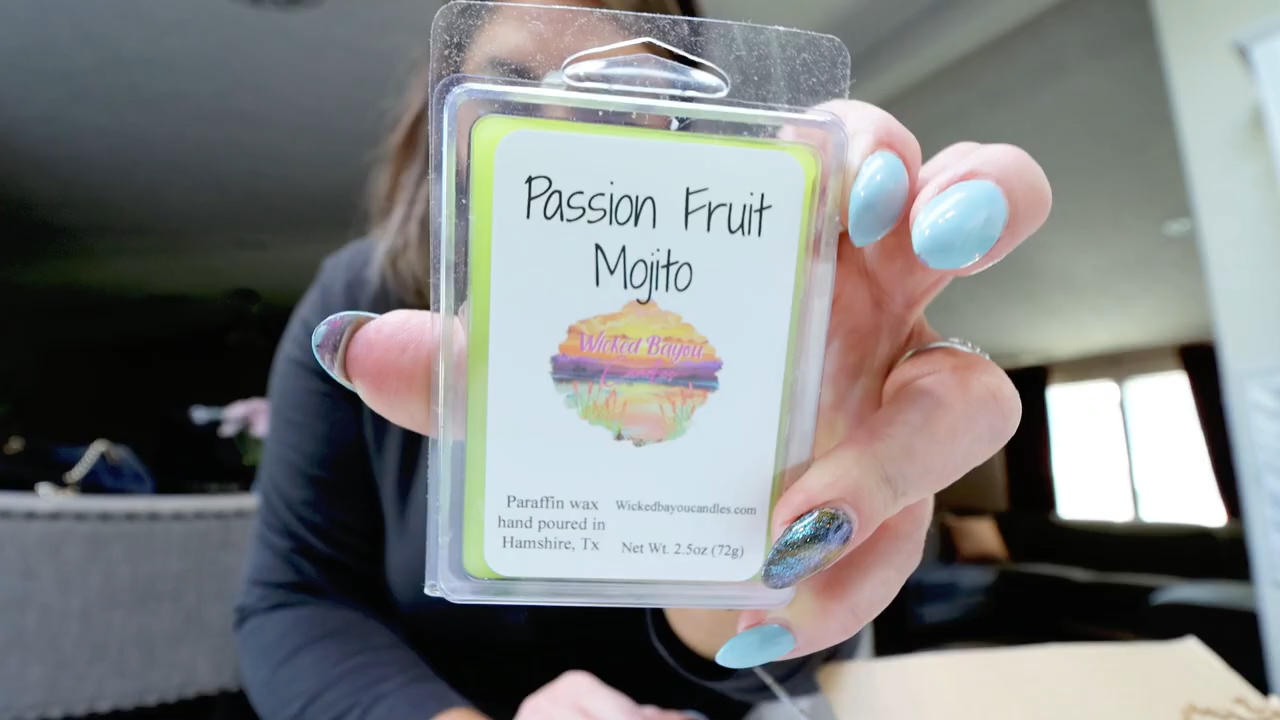 Passion Fruit
Mojito
Wicked Bayou
Paraffin wax
hand poured in
Hamshire, Tx
Wickedbayoucandles.com
Net Wt. 2.5oz (72g)